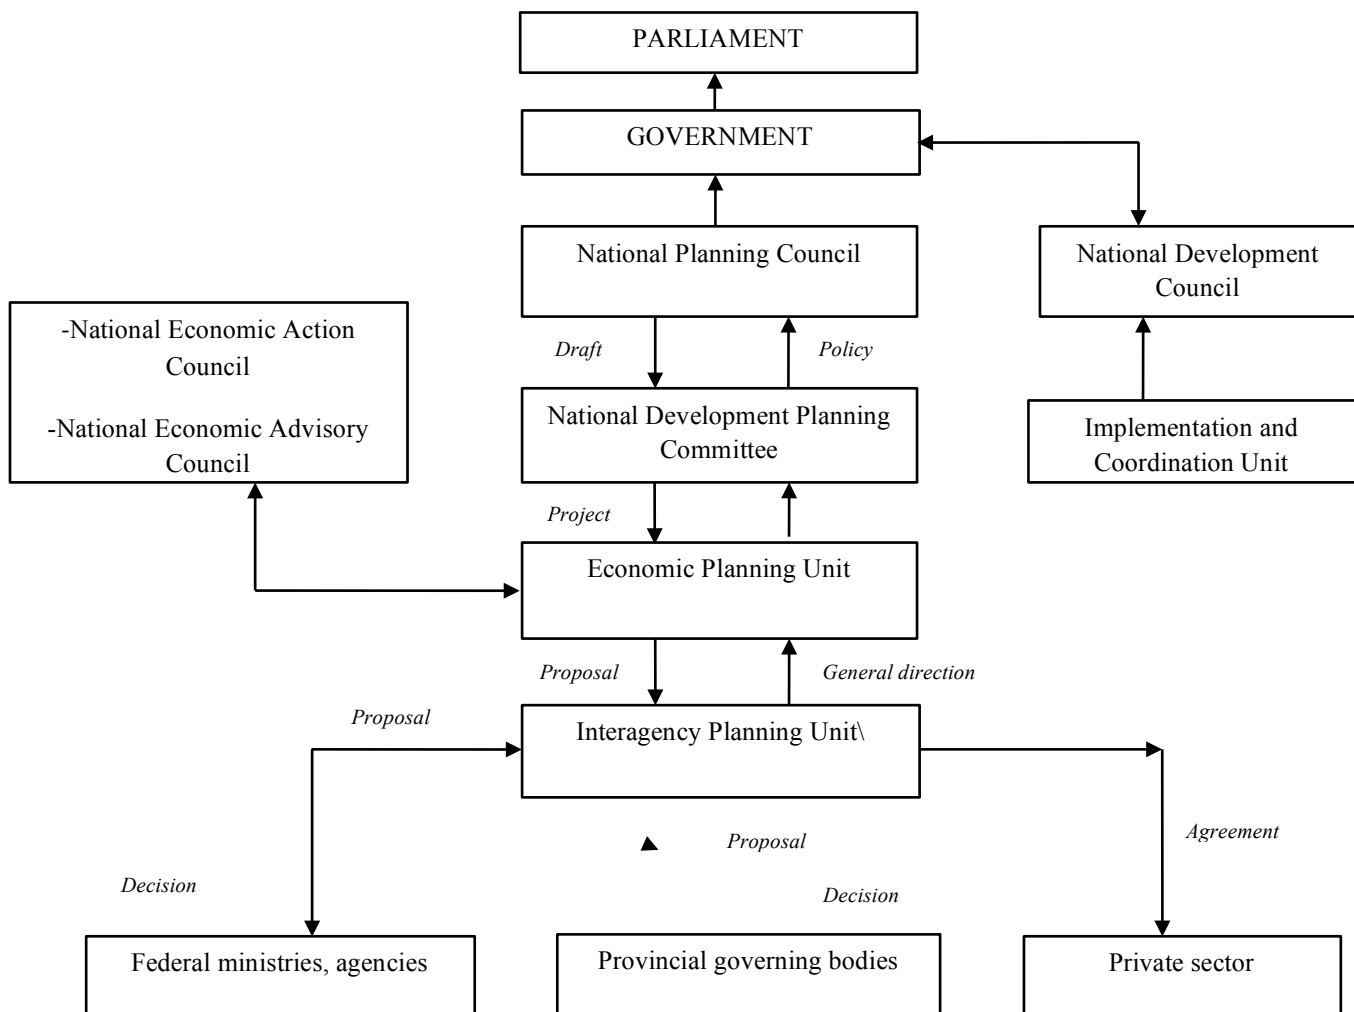 PARLIAMENT
GOVERNMENT
National Planning Council
National Development
Council
-National Economic Action
Council
-National Economic Advisory
Council
Draft
Policy
National Development Planning
Committee
Implementation and
Coordination Unit
Project
Economic Planning Unit
Proposal
General direction
Proposal
Interagency Planning Unit\
Proposal
Agreement
Decision
Decision
Federal ministries, agencies
Provincial governing bodies
Private sector